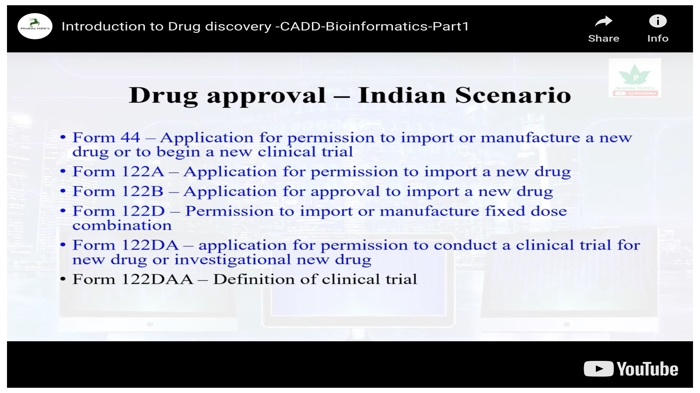 Introduction to Drug discovery -CADD-Bioinformatics-Part1
Share
Info
Drug approval – Indian Scenario
• Form 44 – Application for permission to import or manufacture a new
drug or to begin a new clinical trial
• Form 122A – Application for permission to import a new drug
• Form 122B – Application for approval to import a new drug
• Form 122D – Permission to import or manufacture fixed dose
combination
• Form 122DA – application for permission to conduct a clinical trial for
new drug or investigational new drug
• Form 122DAA – Definition of clinical trial
YouTube